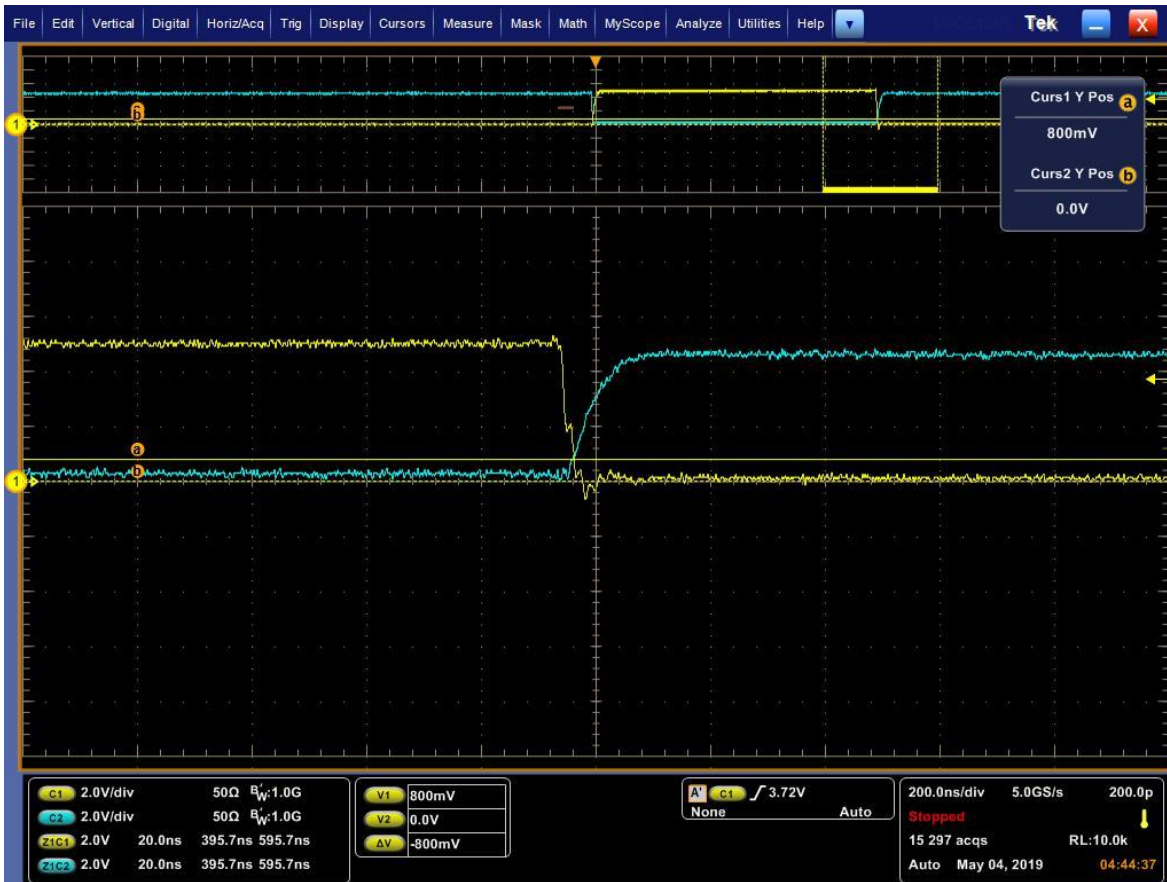 File Edit Vertical Digital Horiz/Acq Trig Display Cursors Measure Mask Math MyScope Analyze Utilities Help Tek X
Curs1 Y Pos a
800mV
Curs2 Y Pos b
0.0V
b
1
a
b
1
C1 2.0V/div 50Ω BW:1.0G
C2 2.0V/div 50Ω BW:1.0G
Z1C1 2.0V 20.0ns 395.7ns 595.7ns
Z1C2 2.0V 20.0ns 395.7ns 595.7ns
V1 800mV
V2 0.0V
ΔV -800mV
A' C1 3.72V
None Auto
200.0ns/div 5.0GS/s 200.0p
Stopped
15 297 acqs RL:10.0k
Auto May 04, 2019 04:44:37